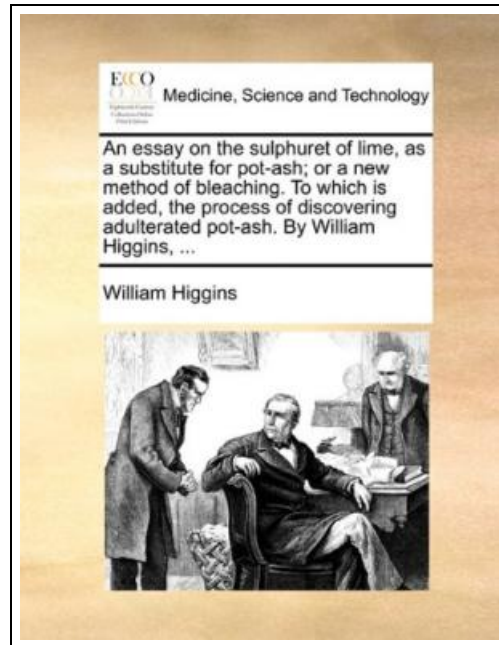 ECCO
Medicine, Science and Technology
An essay on the sulphuret of lime, as
a substitute for pot-ash; or a new
method of bleaching. To which is
added, the process of discovering
adulterated pot-ash. By William
Higgins, ...
William Higgins